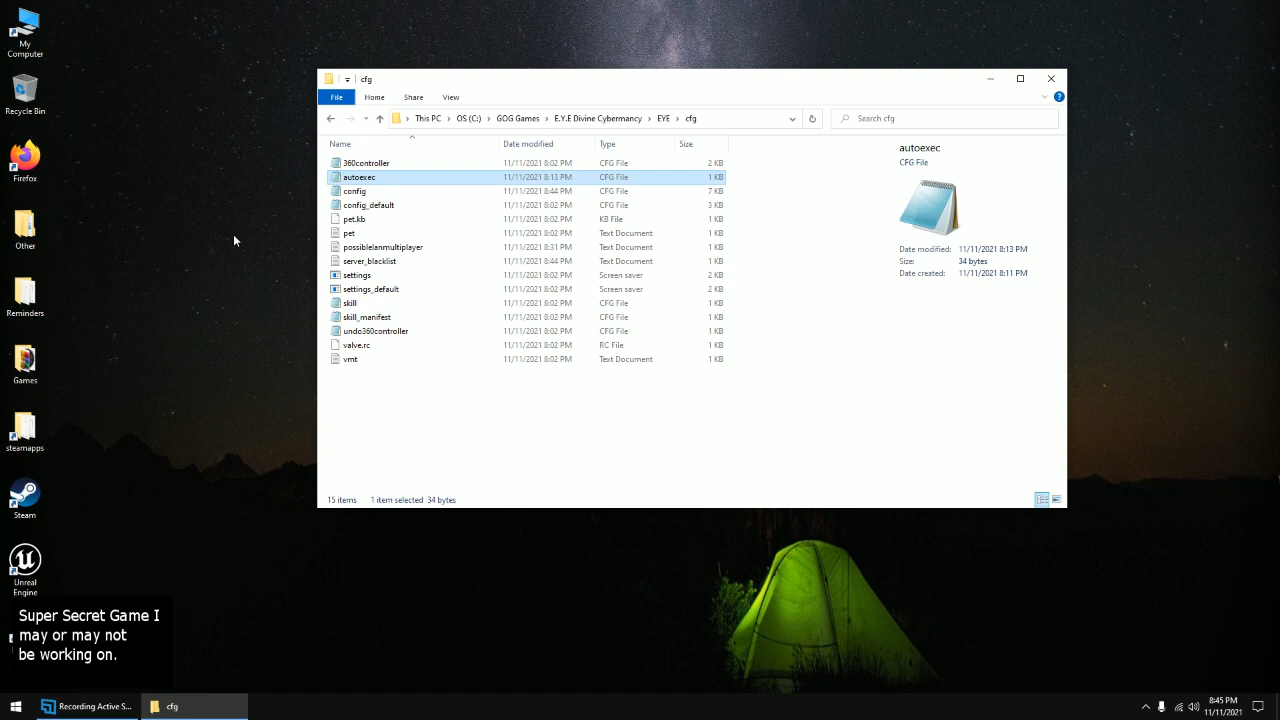 My
Computer
Recycle Bin
Firefox
Other
Reminders
Games
steamapps
Steam
Unreal
Engine
Super Secret Game I
may or may not
be working on.
cfg
File Home Share View
This PC › OS (C:) › GOG Games › E.Y.E Divine Cybermancy › EYE › cfg
Search cfg
Name Date modified Type Size
360controller 11/11/2021 8:02 PM CFG File 2 KB
autoexec 11/11/2021 8:13 PM CFG File 1 KB
config 11/11/2021 8:44 PM CFG File 7 KB
config_default 11/11/2021 8:02 PM CFG File 3 KB
pet.kb 11/11/2021 8:02 PM KB File 1 KB
pet 11/11/2021 8:02 PM Text Document 1 KB
possiblelanmultiplayer 11/11/2021 8:31 PM Text Document 1 KB
server_blacklist 11/11/2021 8:44 PM Text Document 1 KB
settings 11/11/2021 8:02 PM Screen saver 2 KB
settings_default 11/11/2021 8:02 PM Screen saver 2 KB
skill 11/11/2021 8:02 PM CFG File 1 KB
skill_manifest 11/11/2021 8:02 PM CFG File 1 KB
undo360controller 11/11/2021 8:02 PM CFG File 1 KB
valve.rc 11/11/2021 8:02 PM RC File 1 KB
vmt 11/11/2021 8:02 PM Text Document 1 KB
autoexec
CFG File
Date modified: 11/11/2021 8:13 PM
Size: 34 bytes
Date created: 11/11/2021 8:11 PM
15 items 1 item selected 34 bytes
Recording Active S... cfg
8:45 PM
11/11/2021